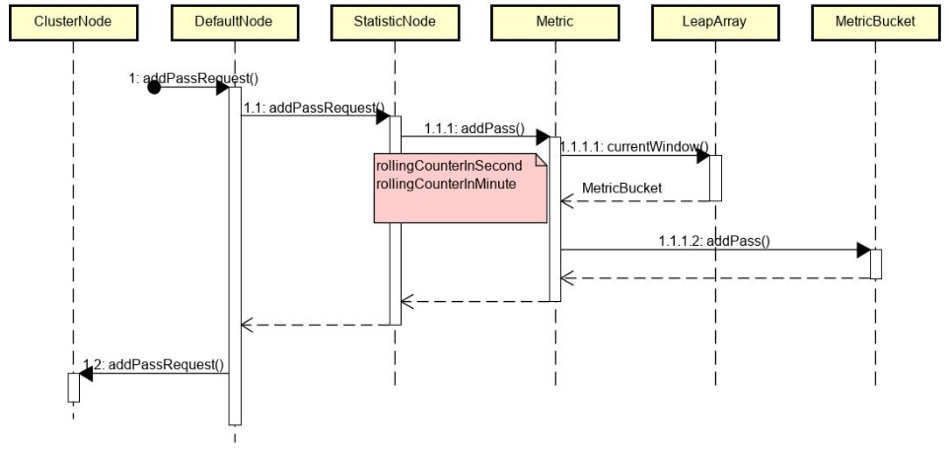 ClusterNode
DefaultNode
StatisticNode
Metric
LeapArray
MetricBucket
1: addPassRequest()
1.1: addPassRequest()
1.1.1: addPass()
1.1.1.1: currentWindow()
rollingCounterInSecond
rollingCounterInMinute
MetricBucket
1.1.1.2: addPass()
1.2: addPassRequest()